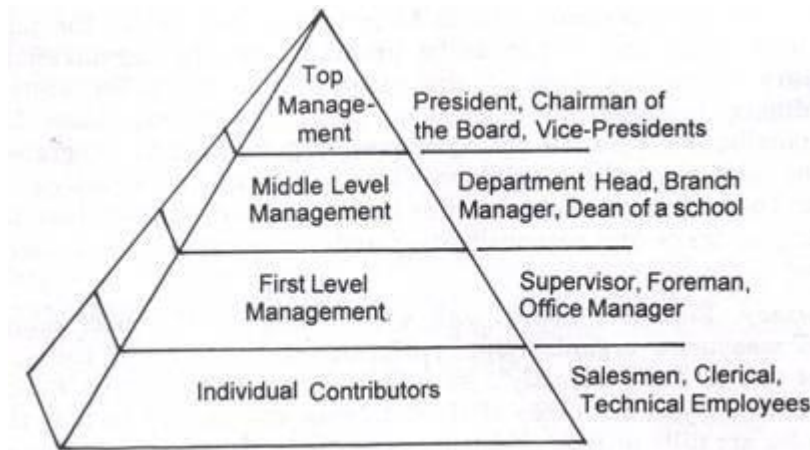 Top
Manage-
ment
President, Chairman of
the Board, Vice-Presidents
Middle Level
Management
Department Head, Branch
Manager, Dean of a school
First Level
Management
Supervisor, Foreman,
Office Manager
Individual Contributors
Salesmen, Clerical,
Technical Employees